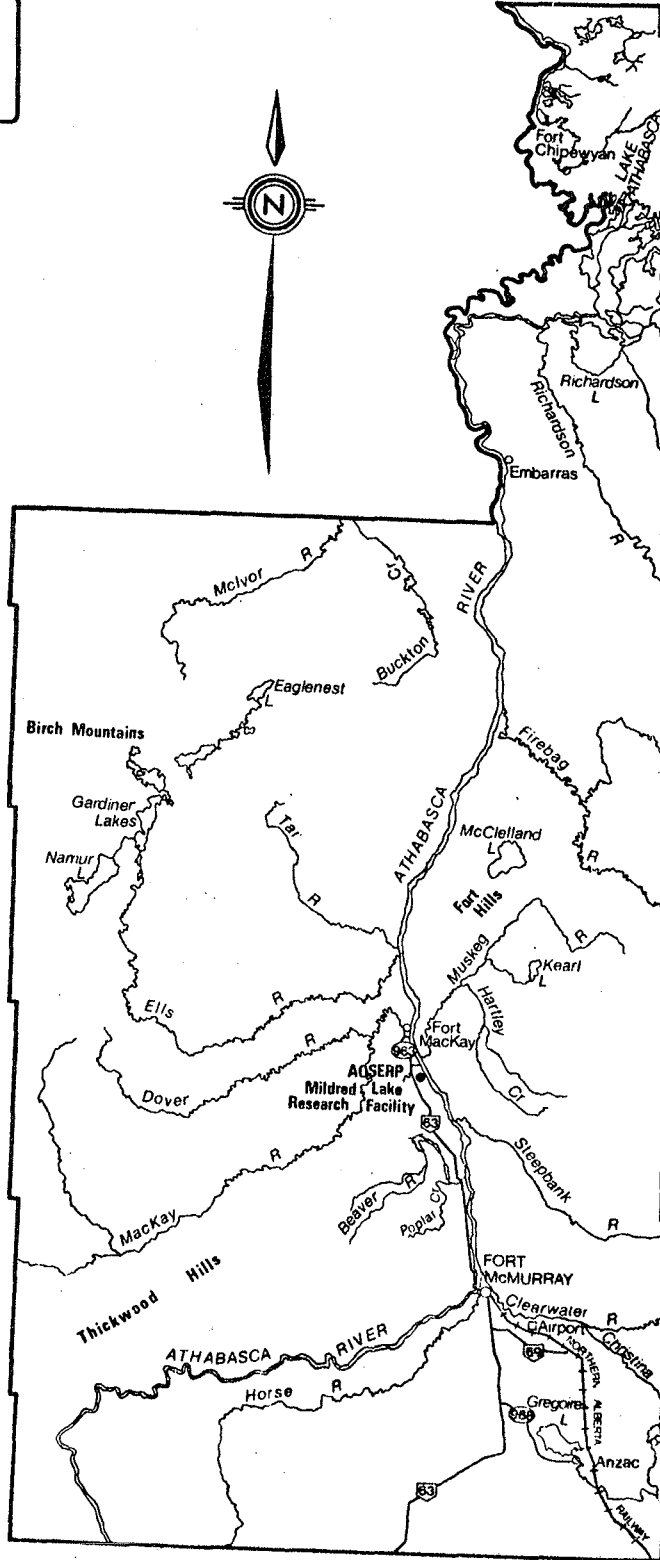 N
Fort
Chipewyan
LAKE
ATHABASCA
Richardson
L
Richardson
R
Embarras
RIVER
McIvor R
Cr
Buckton
Eaglenest
L
Birch Mountains
Firebag
R
Gardiner
Lakes
ATHABASCA
Tar
R
McClelland
L
Namur
L
Fort
Hills
Muskeg
R
Kearl
L
Ells
R
Hartley
Cr
Fort
MacKay
963
AOSERP
Mildred Lake
Research Facility
Dover
R
63
MacKay
R
Beaver R
Poplar Cr
Steepbank
R
Thickwood Hills
FORT
McMURRAY
Clearwater R
Airport
Christina
ATHABASCA RIVER
69
NORTHERN ALBERTA RAILWAY
Horse R
Gregoire
L
Anzac
63